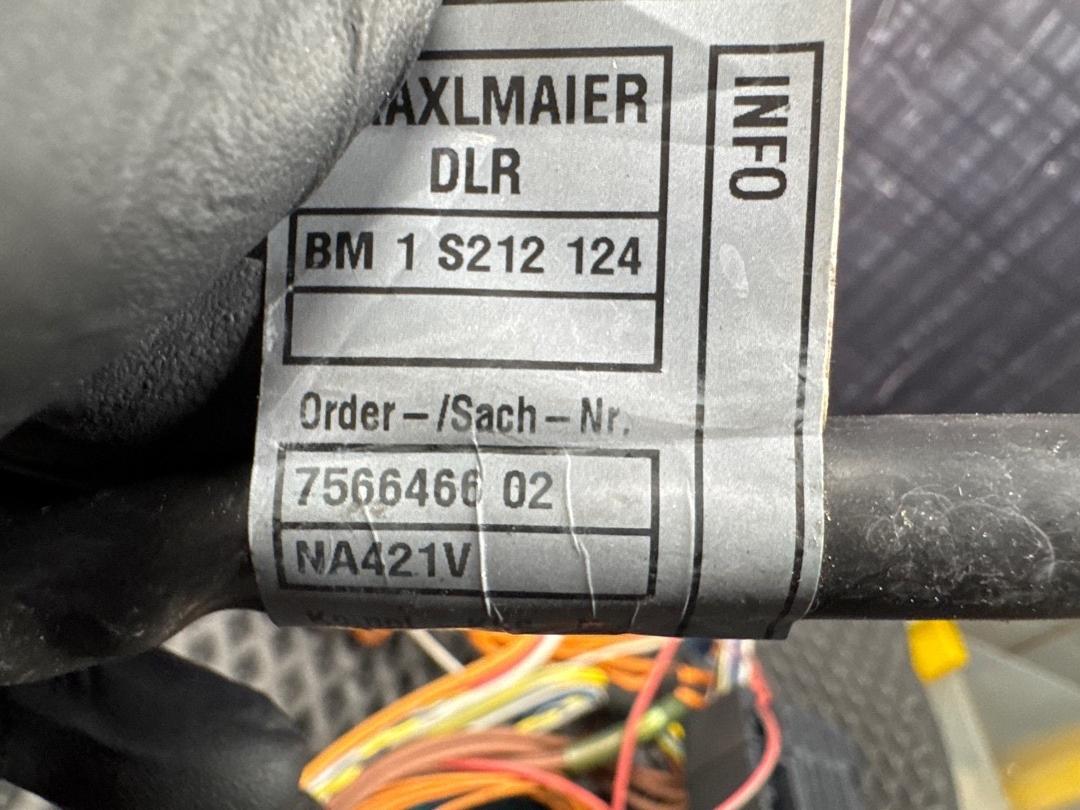 AXLMAIER
DLR
BM 1 S212 124
Order-/Sach-Nr.
7566466 02
NA421V
INFO